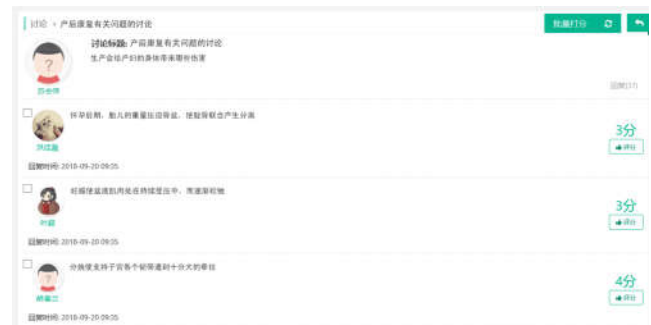 讨论 › 产后康复有关问题的讨论
批量打分
讨论标题: 产后康复有关问题的讨论
生产会给产妇的身体带来哪些伤害
回复(37)
怀孕后期,胎儿的重量压迫骨盆,使耻骨联合产生分离
3分
评分
回复时间: 2018-09-20 09:35
妊娠使盆底肌肉处在持续受压中,而逐渐松弛
3分
叶超
评分
回复时间: 2018-09-20 09:35
分娩使支持子宫各个韧带遭到十分大的牵拉
4分
评分
回复时间: 2018-09-20 09:35